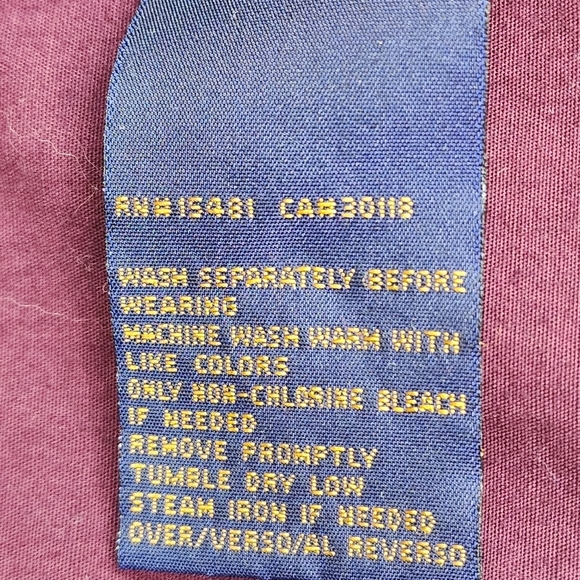 RN#15481 CA#30118
WASH SEPARATELY BEFORE
WEARING
MACHINE WASH WARM WITH
LIKE COLORS
ONLY NON-CHLORINE BLEACH
IF NEEDED
REMOVE PROMPTLY
TUMBLE DRY LOW
STEAM IRON IF NEEDED
OVER/VERSO/AL REVERSO